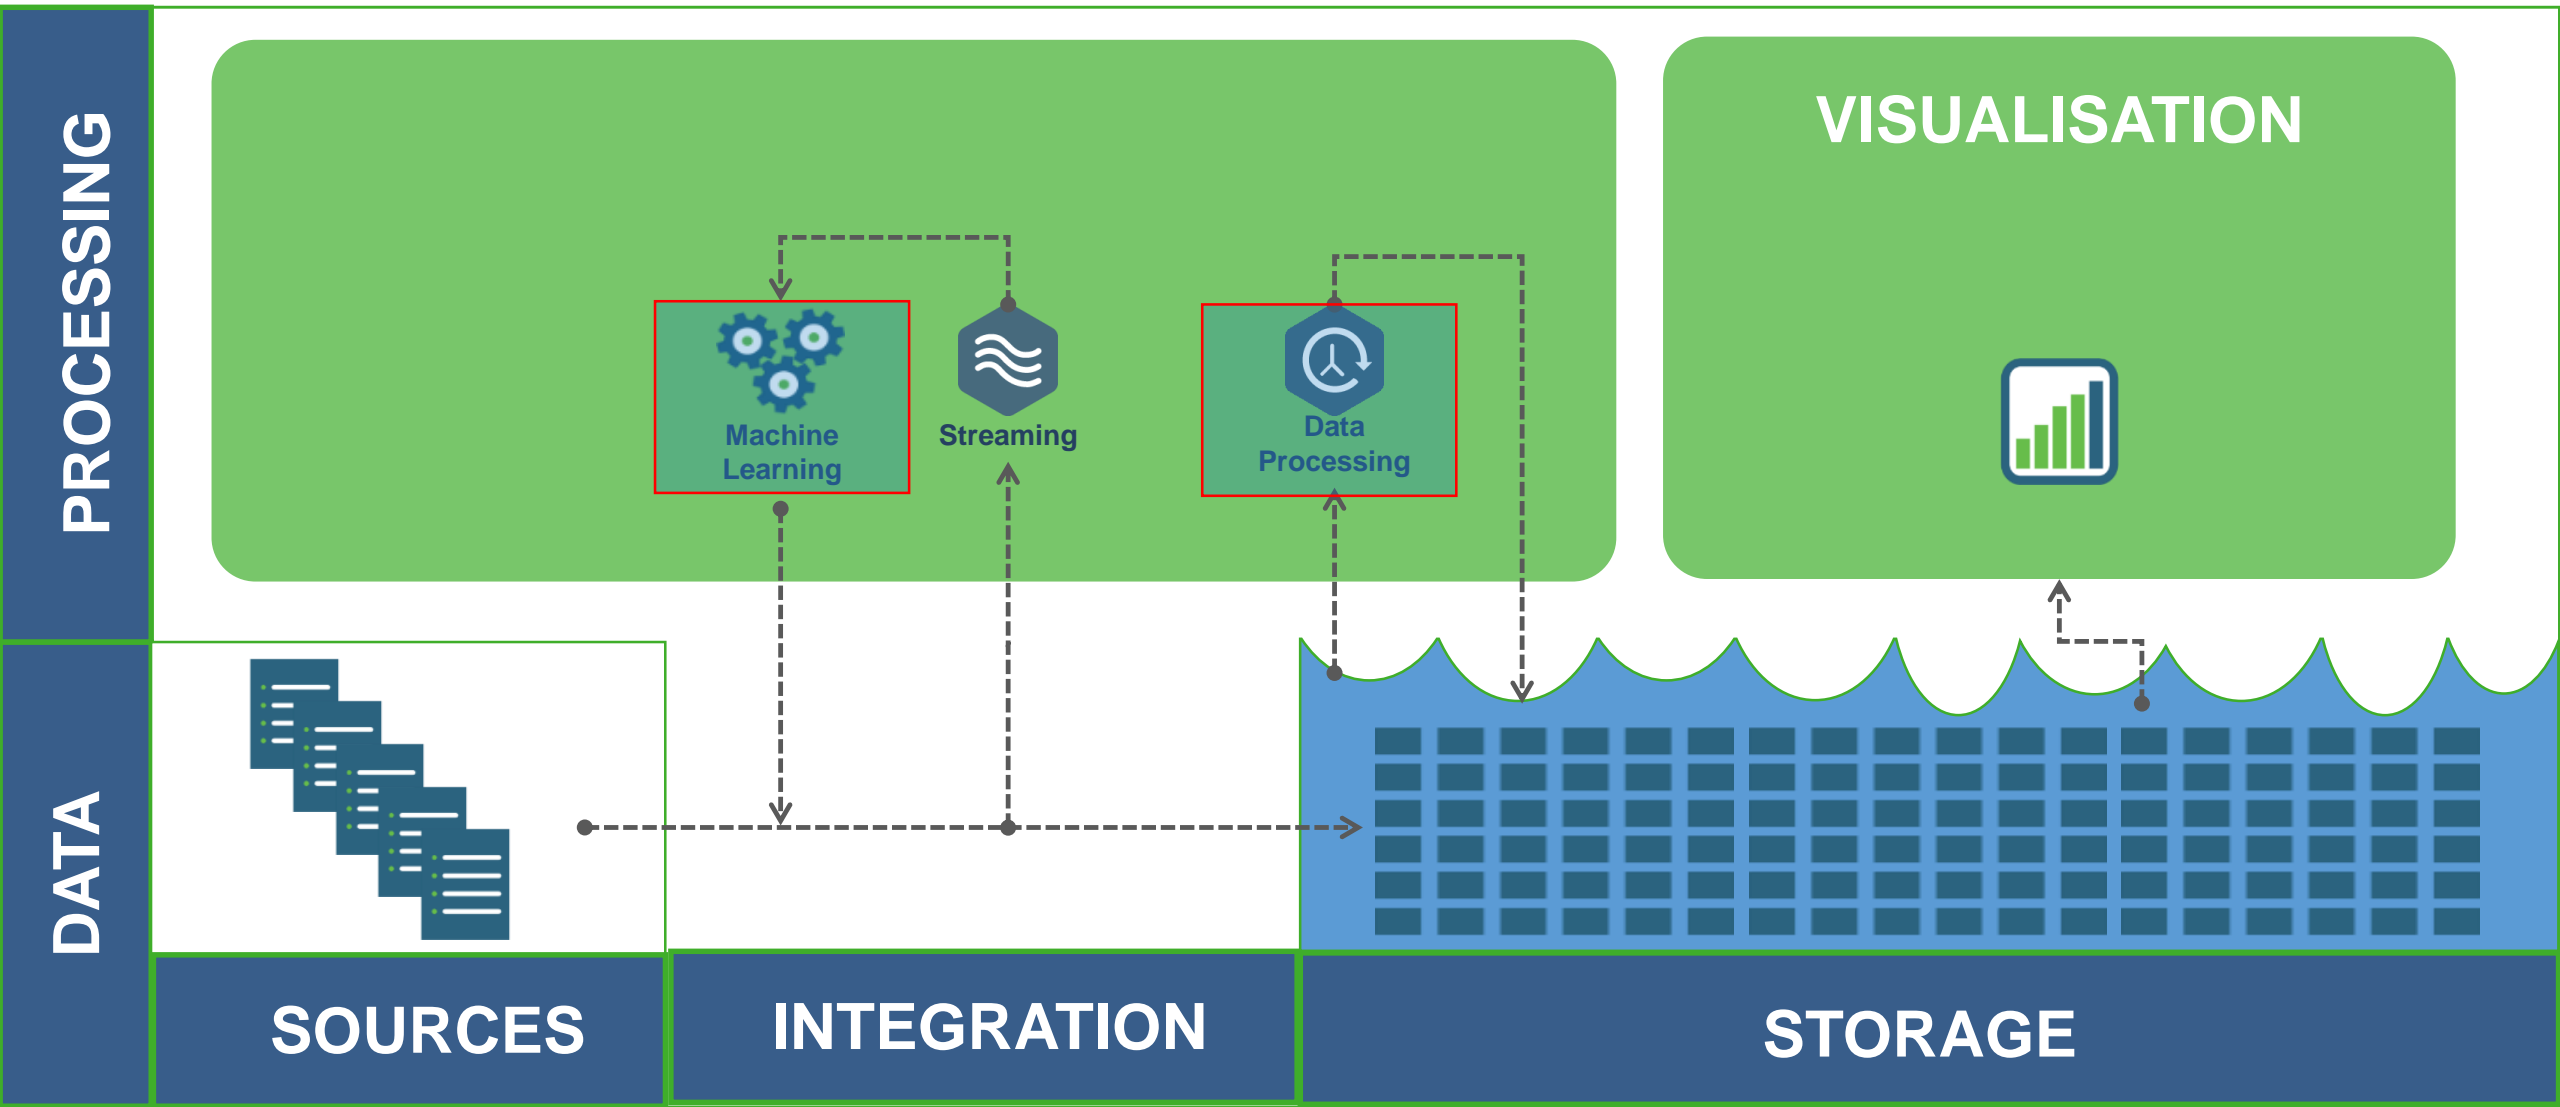 PROCESSING
VISUALISATION
Machine
Learning
Streaming
Data
Processing
DATA
SOURCES
INTEGRATION
STORAGE